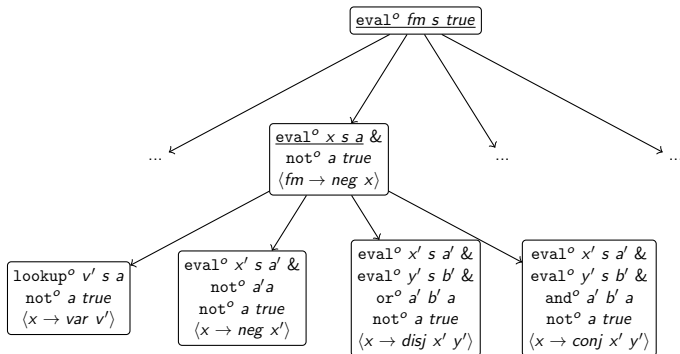 evalᵒ fm s true
...
evalᵒ x s a &
notᵒ a true
⟨fm → neg x⟩
...
...
lookupᵒ v′ s a
notᵒ a true
⟨x → var v′⟩
evalᵒ x′ s a′ &
notᵒ a′a
notᵒ a true
⟨x → neg x′⟩
evalᵒ x′ s a′ &
evalᵒ y′ s b′ &
orᵒ a′ b′ a
notᵒ a true
⟨x → disj x′ y′⟩
evalᵒ x′ s a′ &
evalᵒ y′ s b′ &
andᵒ a′ b′ a
notᵒ a true
⟨x → conj x′ y′⟩